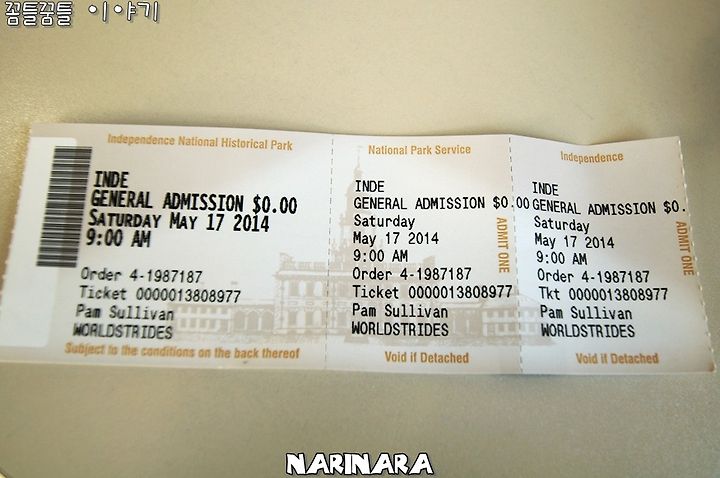 꿈틀꿈틀 이야기
Independence National Historical Park
INDE
GENERAL ADMISSION $0.00
SATURDAY MAY 17 2014
9:00 AM
Order 4-1987187
Ticket 0000013808977
Pam Sullivan
WORLDSTRIDES
Subject to the conditions on the back thereof
National Park Service
INDE
GENERAL ADMISSION $0.00
Saturday
May 17 2014
9:00 AM
Order 4-1987187
Ticket 0000013808977
Pam Sullivan
WORLDSTRIDES
ADMIT ONE
Void if Detached
Independence
INDE
GENERAL ADMISSION $0.
Saturday
May 17 2014
9:00 AM
Order 4-1987187
Tkt 0000013808977
Pam Sullivan
WORLDSTRIDES
ADMIT ONE
Void if Detached
NARINARA